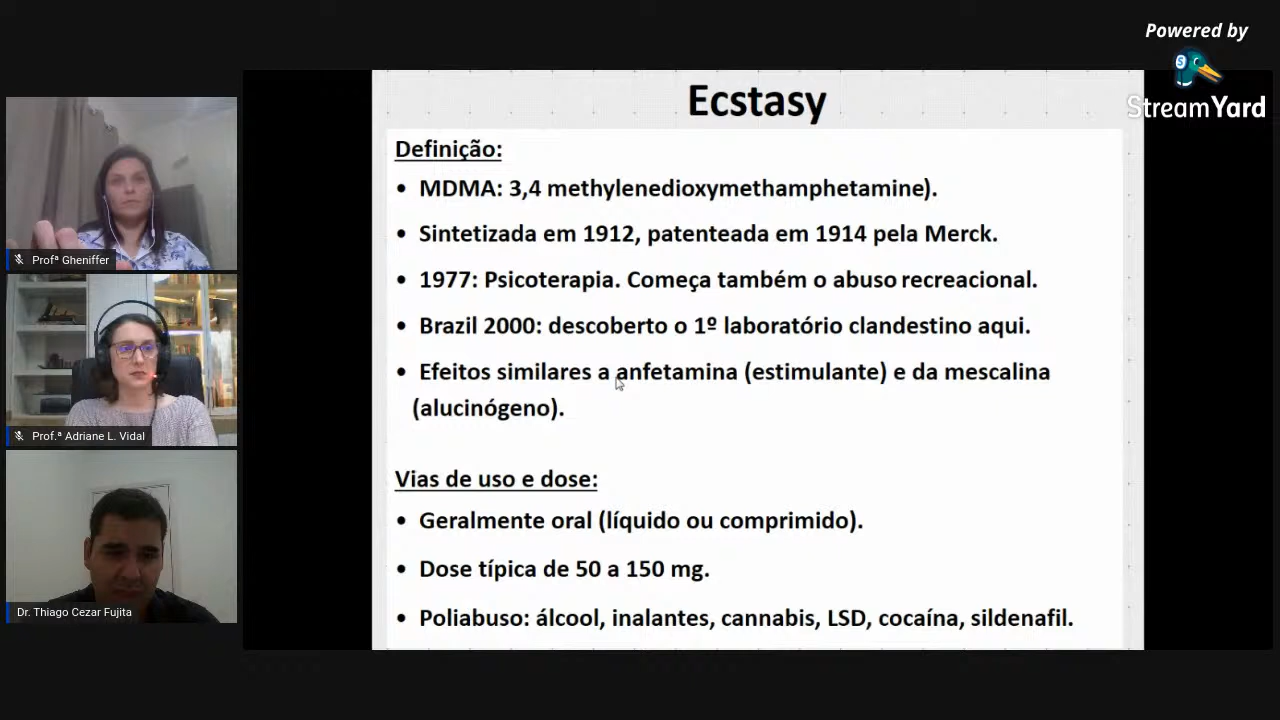 Powered by
StreamYard
Ecstasy
Definição:
• MDMA: 3,4 methylenedioxymethamphetamine).
• Sintetizada em 1912, patenteada em 1914 pela Merck.
• 1977: Psicoterapia. Começa também o abuso recreacional.
• Brazil 2000: descoberto o 1º laboratório clandestino aqui.
• Efeitos similares a anfetamina (estimulante) e da mescalina
(alucinógeno).
Vias de uso e dose:
• Geralmente oral (líquido ou comprimido).
• Dose típica de 50 a 150 mg.
• Poliabuso: álcool, inalantes, cannabis, LSD, cocaína, sildenafil.
Profª Gheniffer
Prof.ª Adriane L. Vidal
Dr. Thiago Cezar Fujita